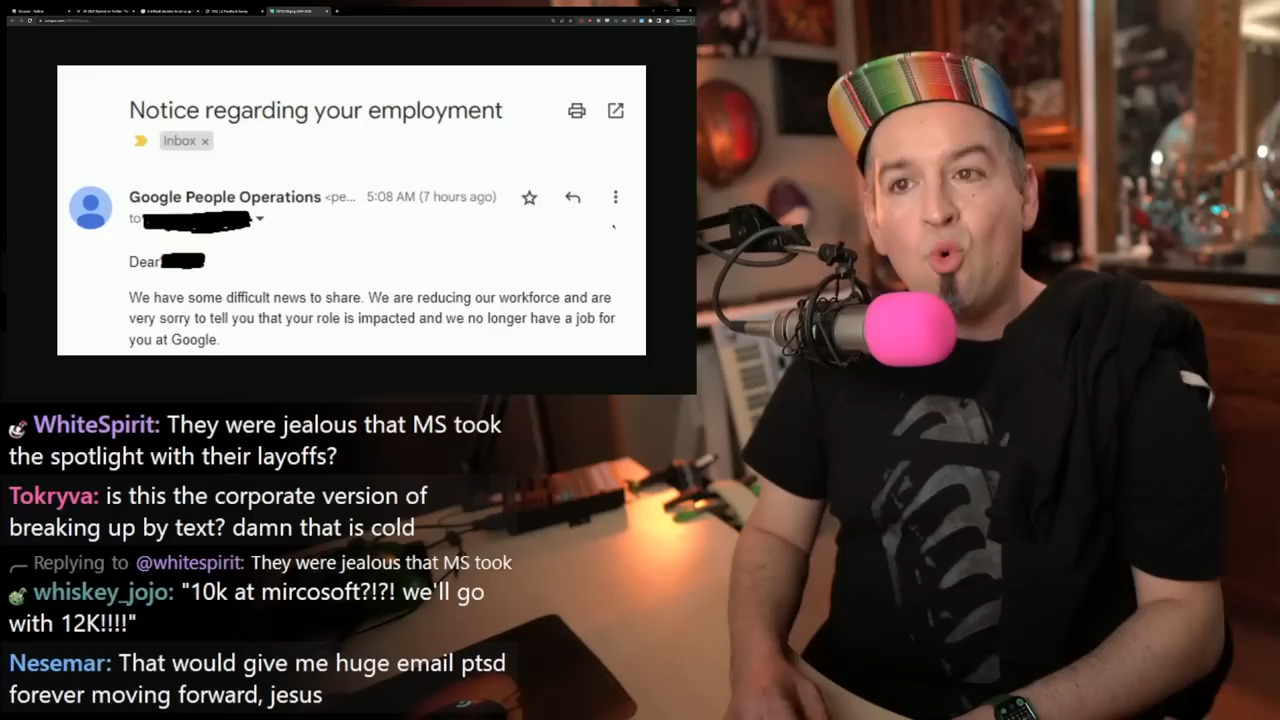 Notice regarding your employment
Inbox ×
Google People Operations <pe... 5:08 AM (7 hours ago)
to
Dear
We have some difficult news to share. We are reducing our workforce and are
very sorry to tell you that your role is impacted and we no longer have a job for
you at Google.
WhiteSpirit: They were jealous that MS took
the spotlight with their layoffs?
Tokryva: is this the corporate version of
breaking up by text? damn that is cold
Replying to @whitespirit: They were jealous that MS took
whiskey_jojo: "10k at mircosoft?!?! we'll go
with 12K!!!!"
Nesemar: That would give me huge email ptsd
forever moving forward, jesus